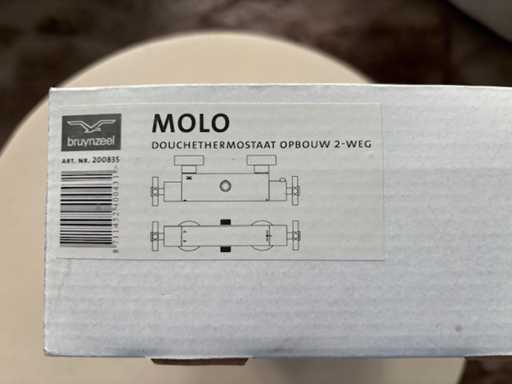 MOLO
DOUCHETHERMOSTAAT OPBOUW 2-WEG
bruynzeel
ART. NR. 200835